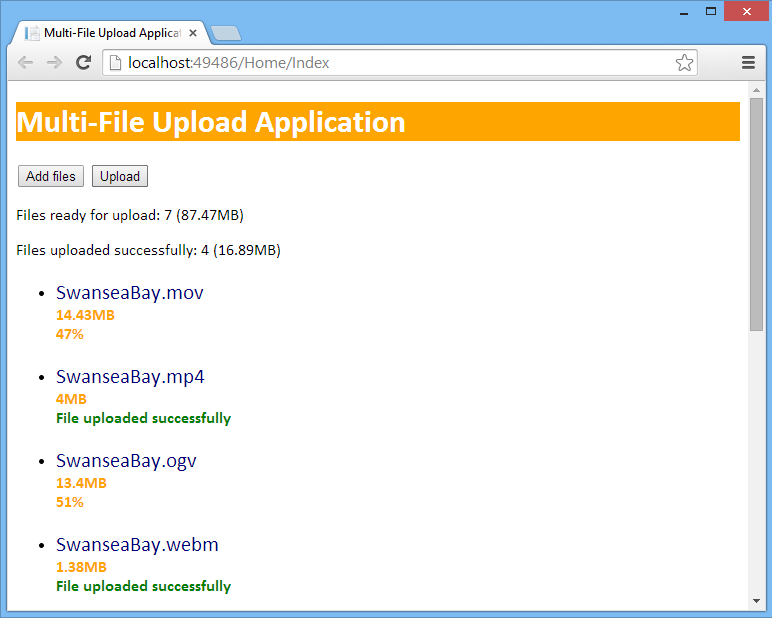 Multi-File Upload Applicat
localhost:49486/Home/Index
Multi-File Upload Application
Add files Upload
Files ready for upload: 7 (87.47MB)
Files uploaded successfully: 4 (16.89MB)
SwanseaBay.mov
14.43MB
47%
SwanseaBay.mp4
4MB
File uploaded successfully
SwanseaBay.ogv
13.4MB
51%
SwanseaBay.webm
1.38MB
File uploaded successfully